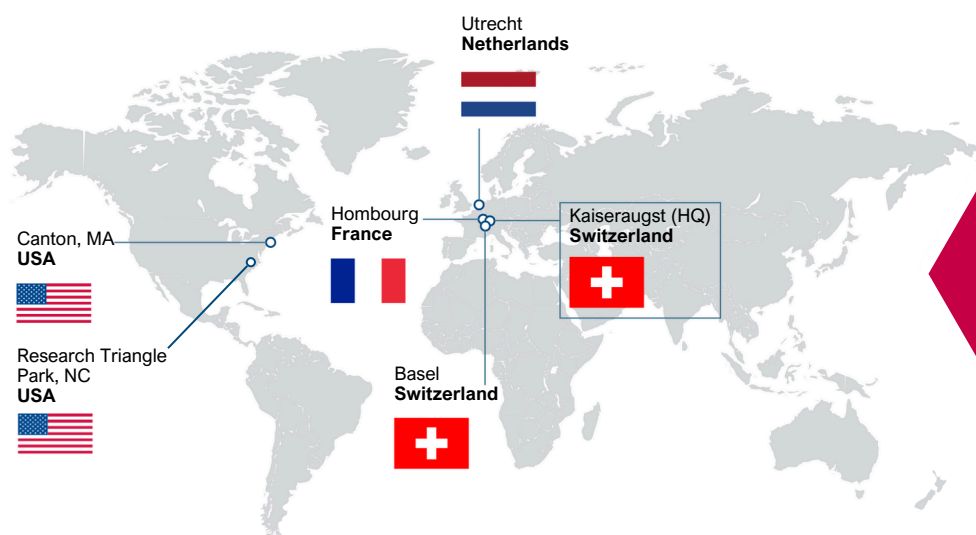 Utrecht
Netherlands
Hombourg
France
Kaiseraugst (HQ)
Switzerland
Canton, MA
USA
Research Triangle
Park, NC
USA
Basel
Switzerland